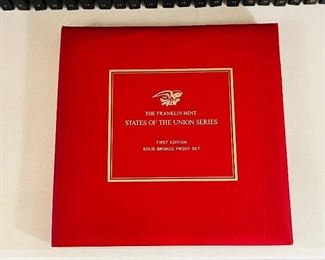 THE FRANKLIN MINT
STATES OF THE UNION SERIES
FIRST EDITION
SOLID BRONZE PROOF SET